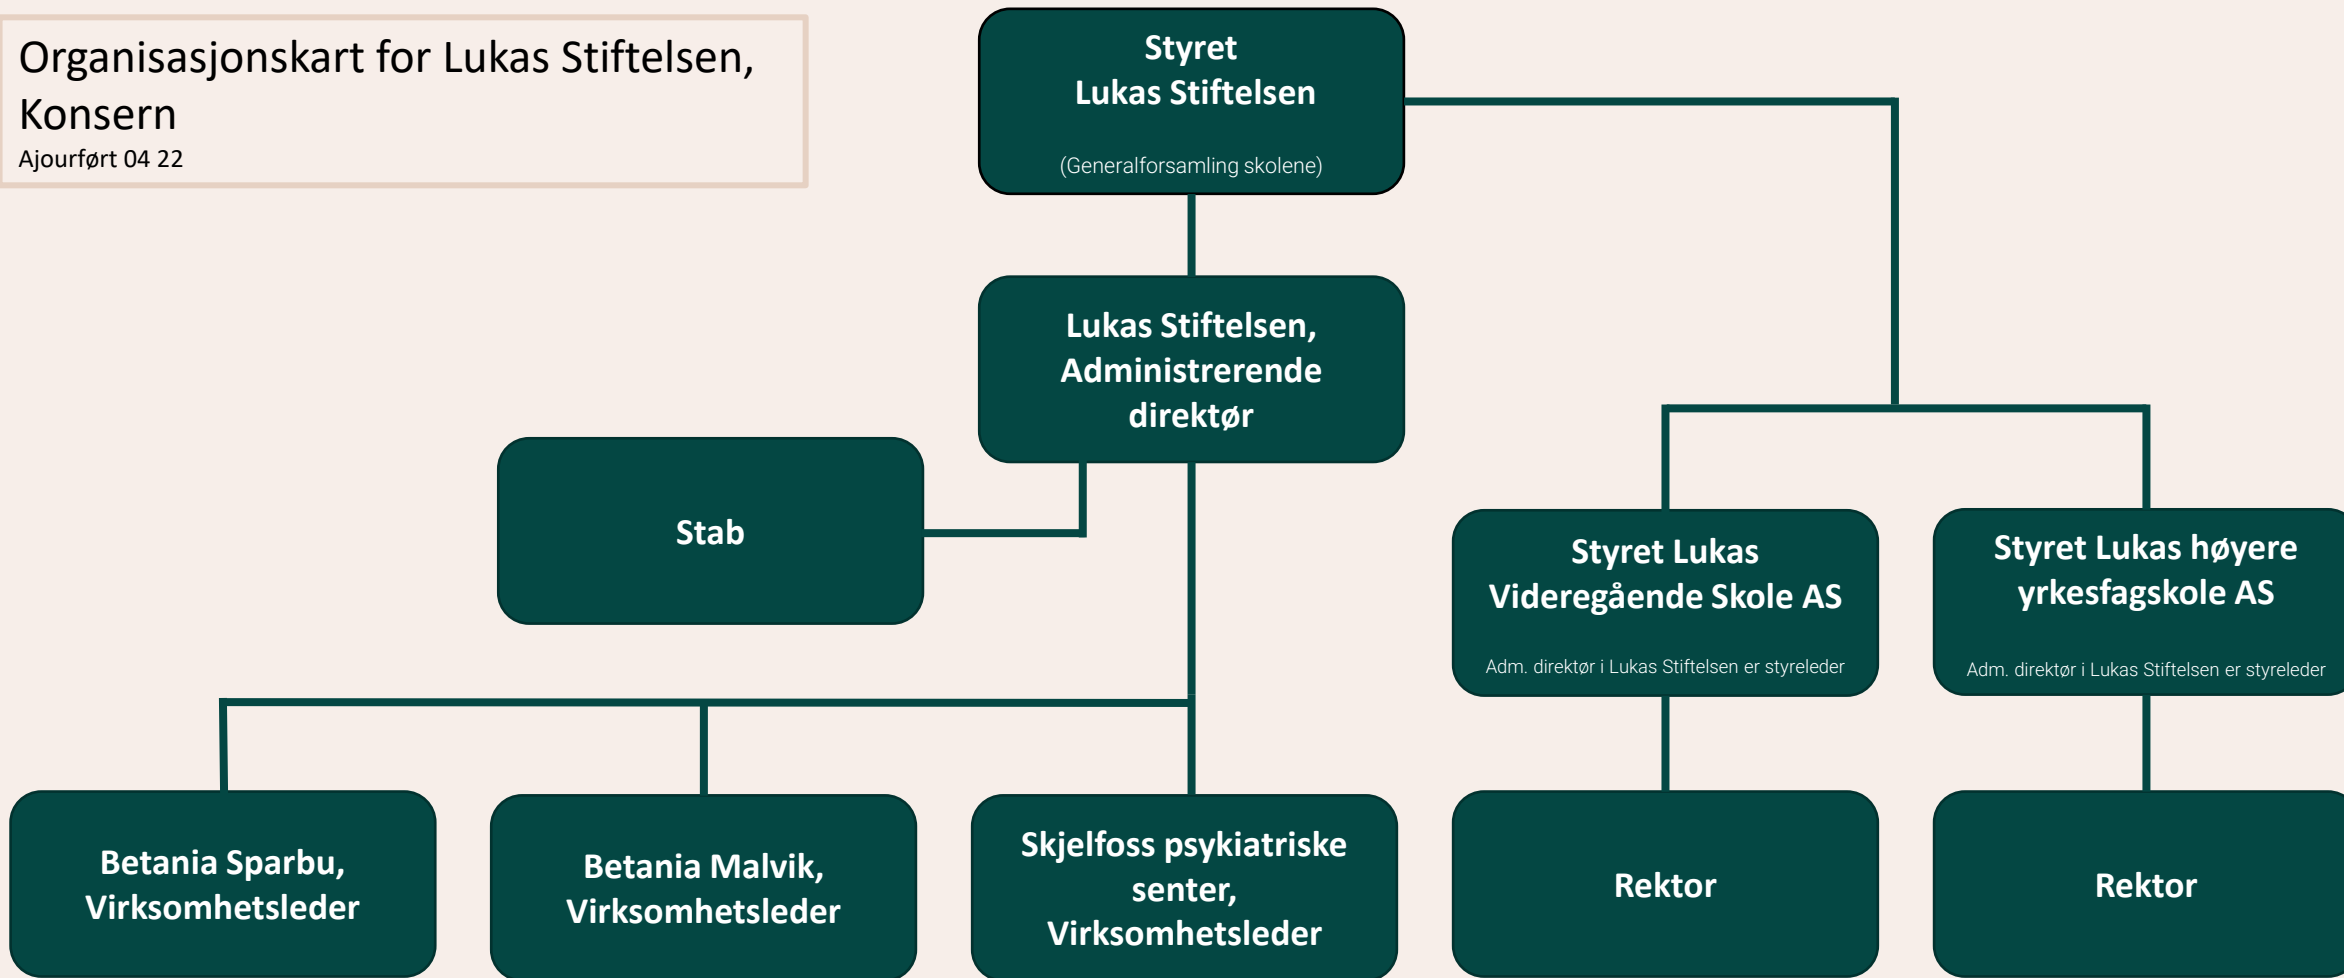 Organisasjonskart for Lukas Stiftelsen,
Konsern
Ajourført 04 22
Styret
Lukas Stiftelsen
(Generalforsamling skolene)
Lukas Stiftelsen,
Administrerende
direktør
Stab
Styret Lukas
Videregående Skole AS
Adm. direktør i Lukas Stiftelsen er styreleder
Styret Lukas høyere
yrkesfagskole AS
Adm. direktør i Lukas Stiftelsen er styreleder
Betania Sparbu,
Virksomhetsleder
Betania Malvik,
Virksomhetsleder
Skjelfoss psykiatriske
senter,
Virksomhetsleder
Rektor
Rektor